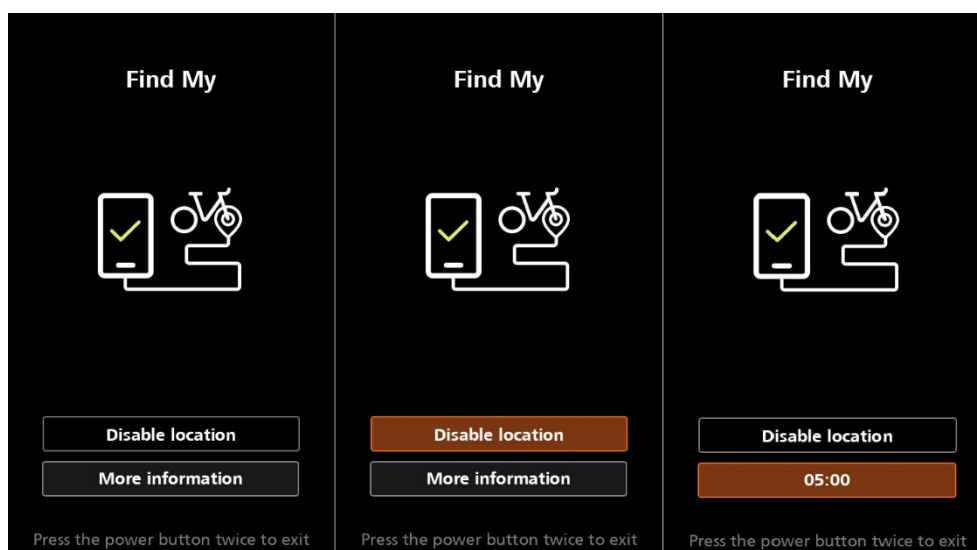 Find My
Disable location
More information
Press the power button twice to exit
Find My
Disable location
More information
Press the power button twice to exit
Find My
Disable location
05:00
Press the power button twice to exit